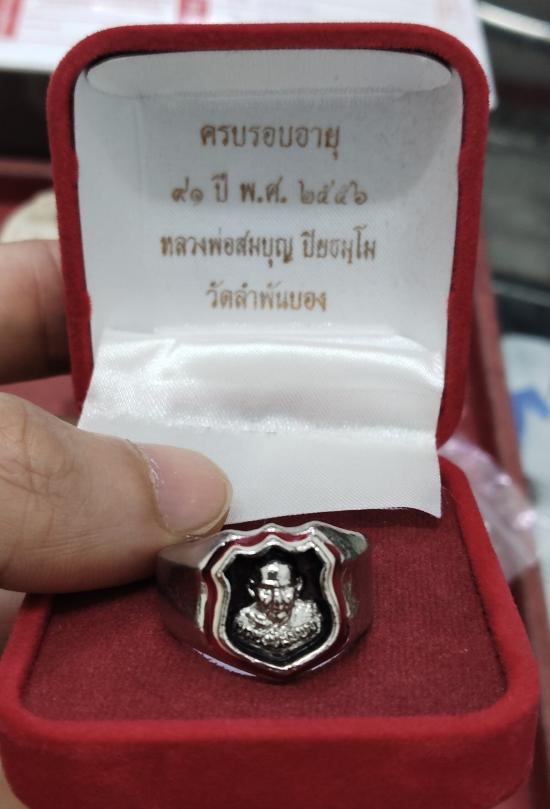 ครบรอบอายุ
๙๑ ปี พ.ศ. ๒๕๕๖
หลวงพ่อสมบุญ ปิยธมฺโม
วัดลำพันบอง